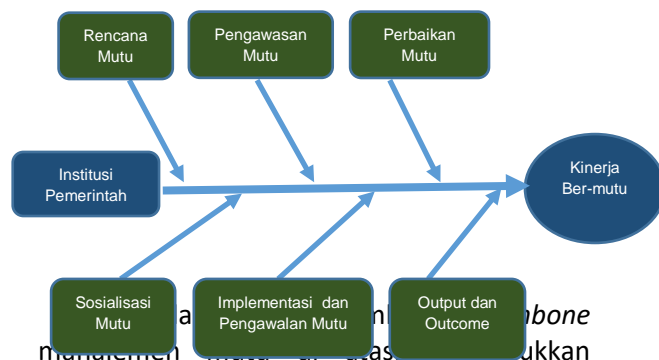 Rencana
Mutu
Pengawasan
Mutu
Perbaikan
Mutu
Institusi
Pemerintah
Kinerja
Ber-mutu
Sosialisasi
Mutu
Implementasi dan
Pengawalan Mutu
Output dan
Outcome